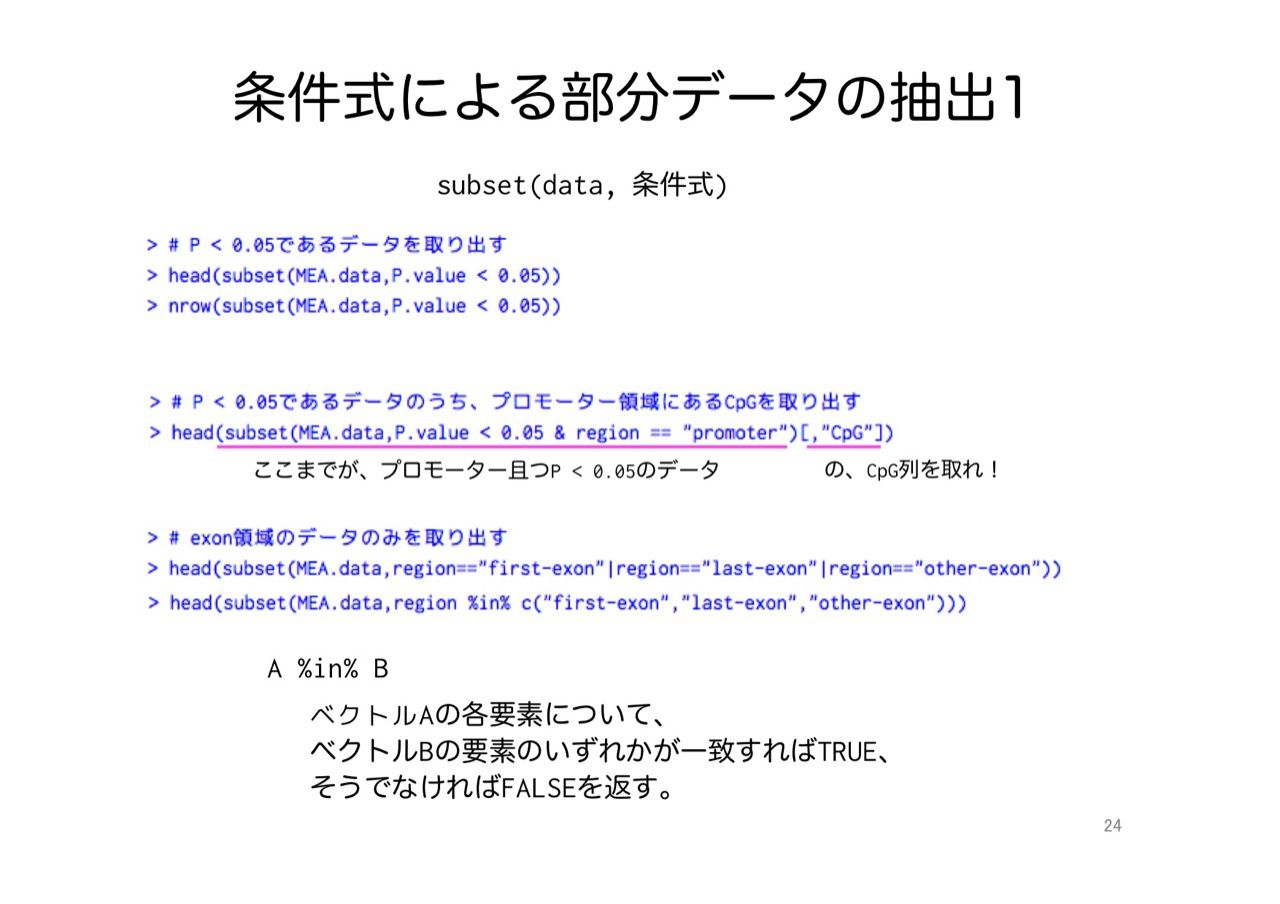 条件式による部分データの抽出1
subset(data, 条件式)
> # P < 0.05であるデータを取り出す
> head(subset(MEA.data,P.value < 0.05))
> nrow(subset(MEA.data,P.value < 0.05))
> # P < 0.05であるデータのうち、プロモーター領域にあるCpGを取り出す
> head(subset(MEA.data,P.value < 0.05 & region == "promoter")[,"CpG"])
ここまでが、プロモーター且つP < 0.05のデータ の、CpG列を取れ！
> # exon領域のデータのみを取り出す
> head(subset(MEA.data,region=="first-exon"|region=="last-exon"|region=="other-exon"))
> head(subset(MEA.data,region %in% c("first-exon","last-exon","other-exon")))
A %in% B
ベクトルAの各要素について、
ベクトルBの要素のいずれかが一致すればTRUE、
そうでなければFALSEを返す。
24